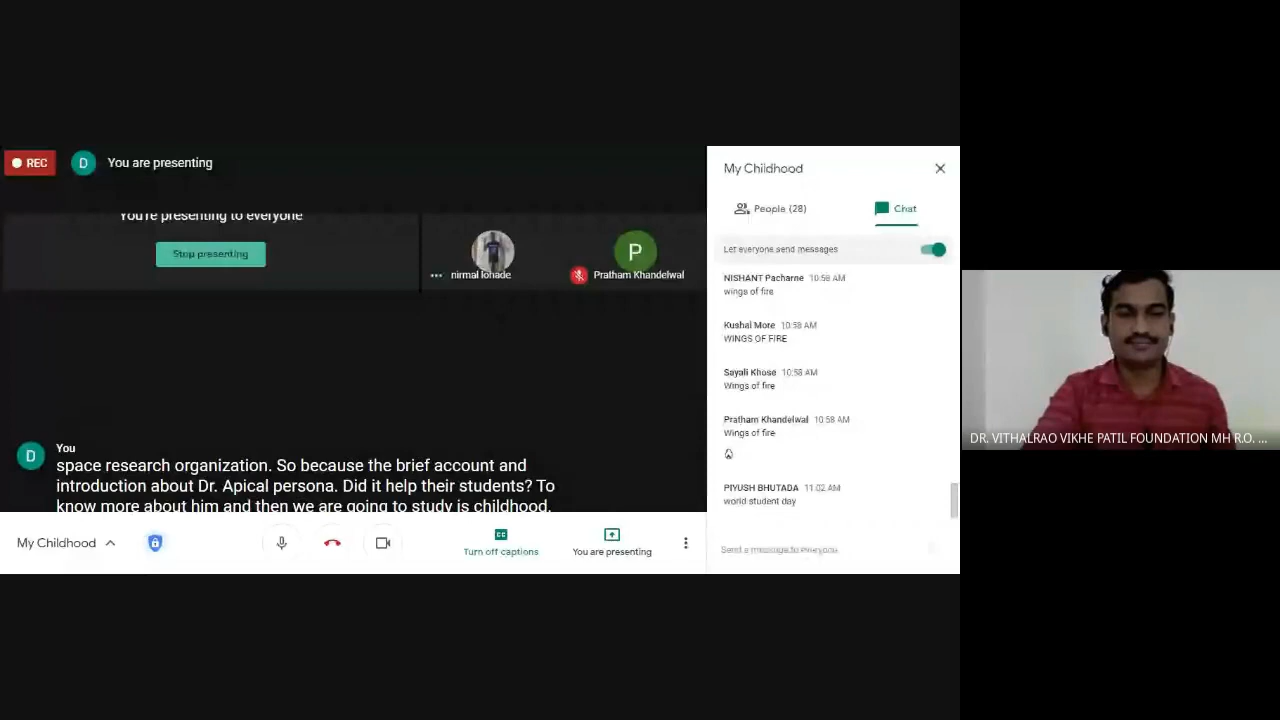 REC
D
You are presenting
You're presenting to everyone
Stop presenting
nirmal lohade
P
Pratham Khandelwal
D
You
space research organization. So because the brief account and
introduction about Dr. Apical persona. Did it help their students? To
know more about him and then we are going to study is childhood.
My Childhood
CC
Turn off captions
You are presenting
My Childhood
People (28)
Chat
Let everyone send messages
NISHANT Pacharne 10:58 AM
wings of fire
Kushal More 10:58 AM
WINGS OF FIRE
Sayali Khose 10:58 AM
Wings of fire
Pratham Khandelwal 10:58 AM
Wings of fire
PIYUSH BHUTADA 11:02 AM
world student day
Send a message to everyone
DR. VITHALRAO VIKHE PATIL FOUNDATION MH R.O. ...